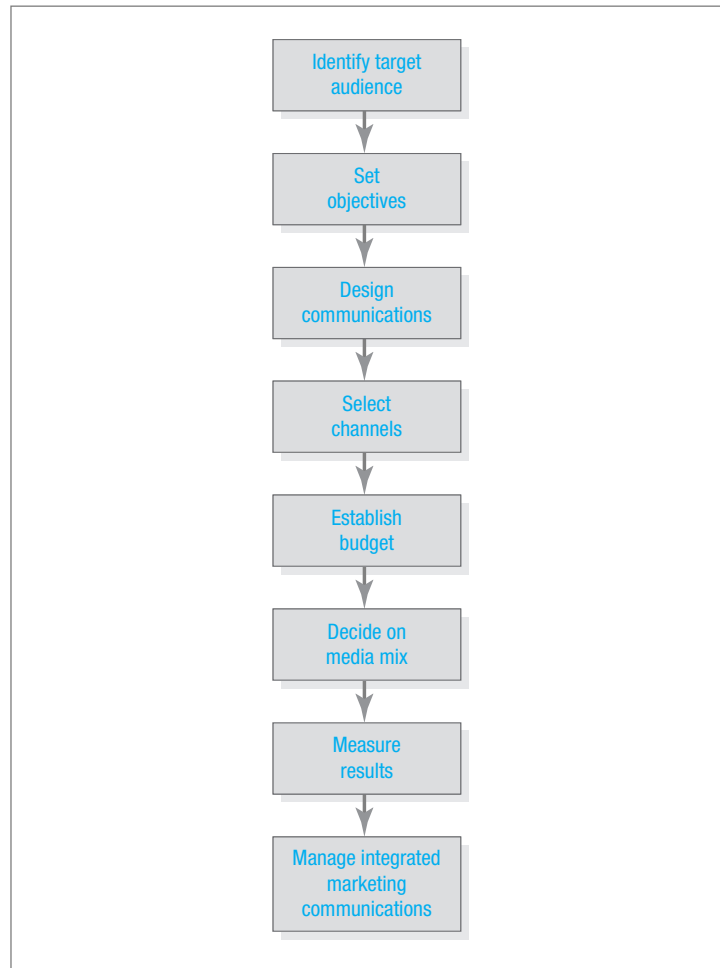 Identify target
audience
Set
objectives
Design
communications
Select
channels
Establish
budget
Decide on
media mix
Measure
results
Manage integrated
marketing
communications